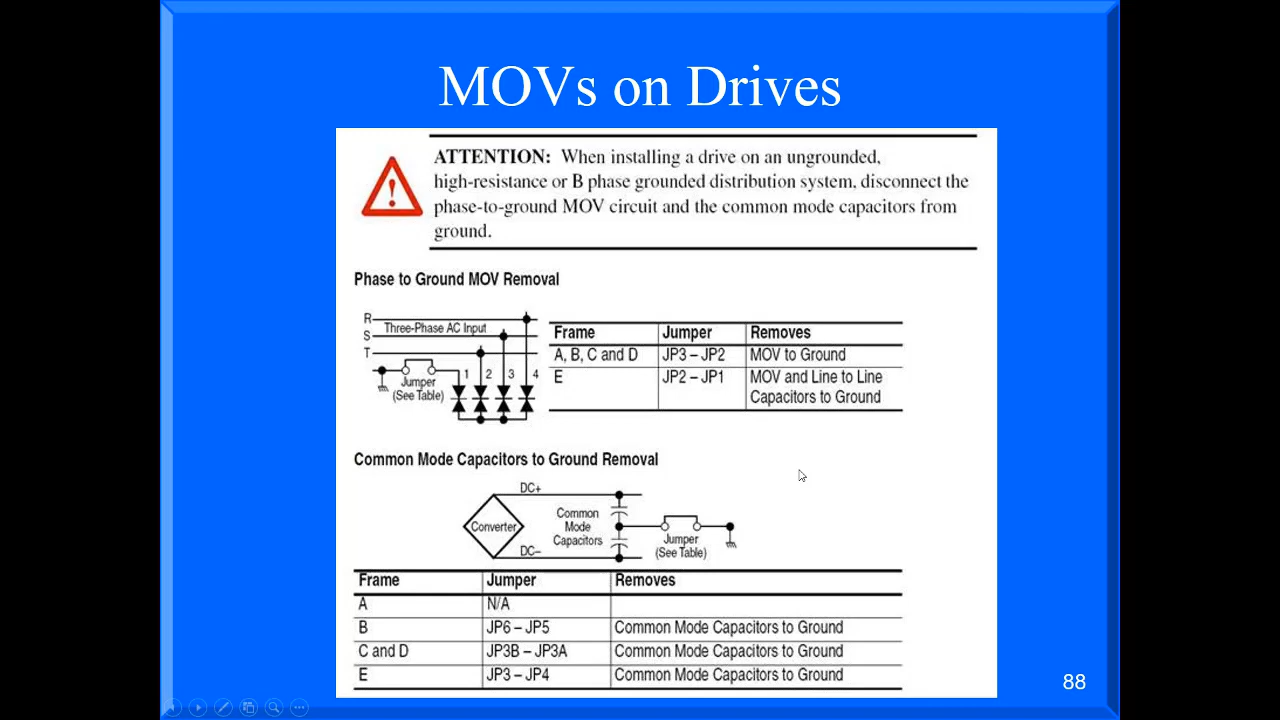 MOVs on Drives
ATTENTION: When installing a drive on an ungrounded,
high-resistance or B phase grounded distribution system, disconnect the
phase-to-ground MOV circuit and the common mode capacitors from
ground.
Phase to Ground MOV Removal
R
S
T
Three-Phase AC Input
Jumper
(See Table)
1 2 3 4
Frame Jumper Removes
A, B, C and D JP3 – JP2 MOV to Ground
E JP2 – JP1 MOV and Line to Line
Capacitors to Ground
Common Mode Capacitors to Ground Removal
DC+
Converter
Common
Mode
Capacitors
DC–
Jumper
(See Table)
Frame Jumper Removes
A N/A
B JP6 – JP5 Common Mode Capacitors to Ground
C and D JP3B – JP3A Common Mode Capacitors to Ground
E JP3 – JP4 Common Mode Capacitors to Ground
88